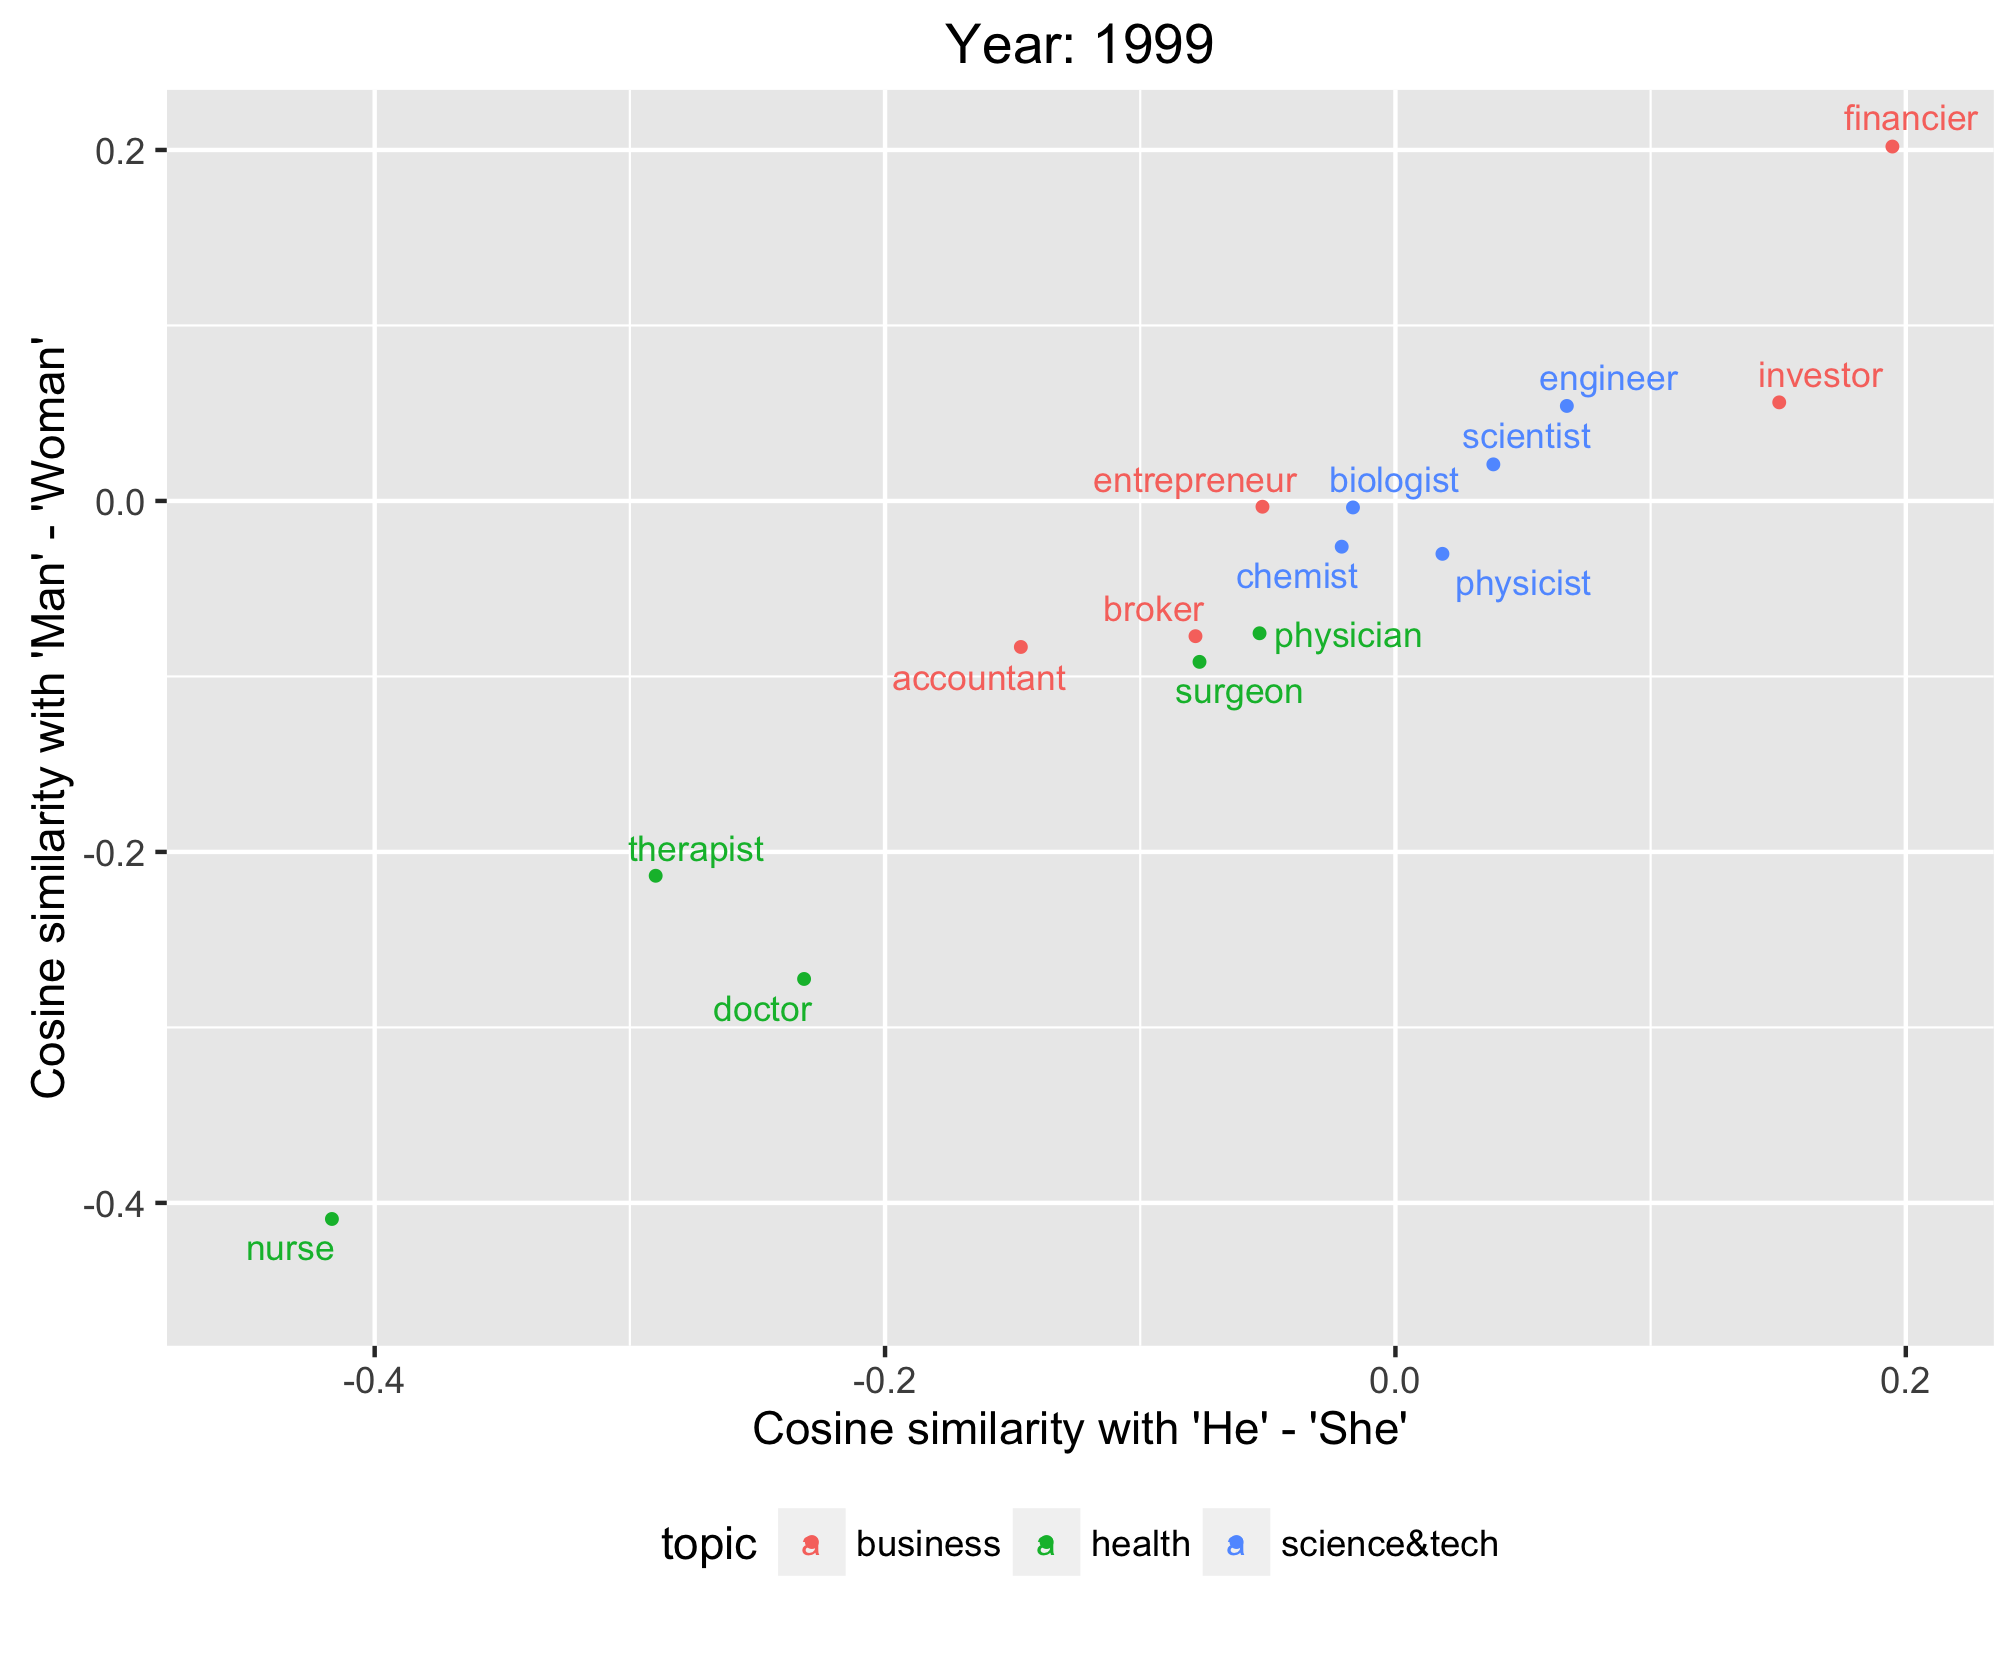 Year: 1999
financier
0.2
engineer
investor
scientist
entrepreneur
biologist
0.0
chemist
physicist
broker
physician
accountant
surgeon
therapist
-0.2
doctor
-0.4
nurse
Cosine similarity with 'Man' - 'Woman'
-0.4 -0.2 0.0 0.2
Cosine similarity with 'He' - 'She'
topic a business a health a science&tech